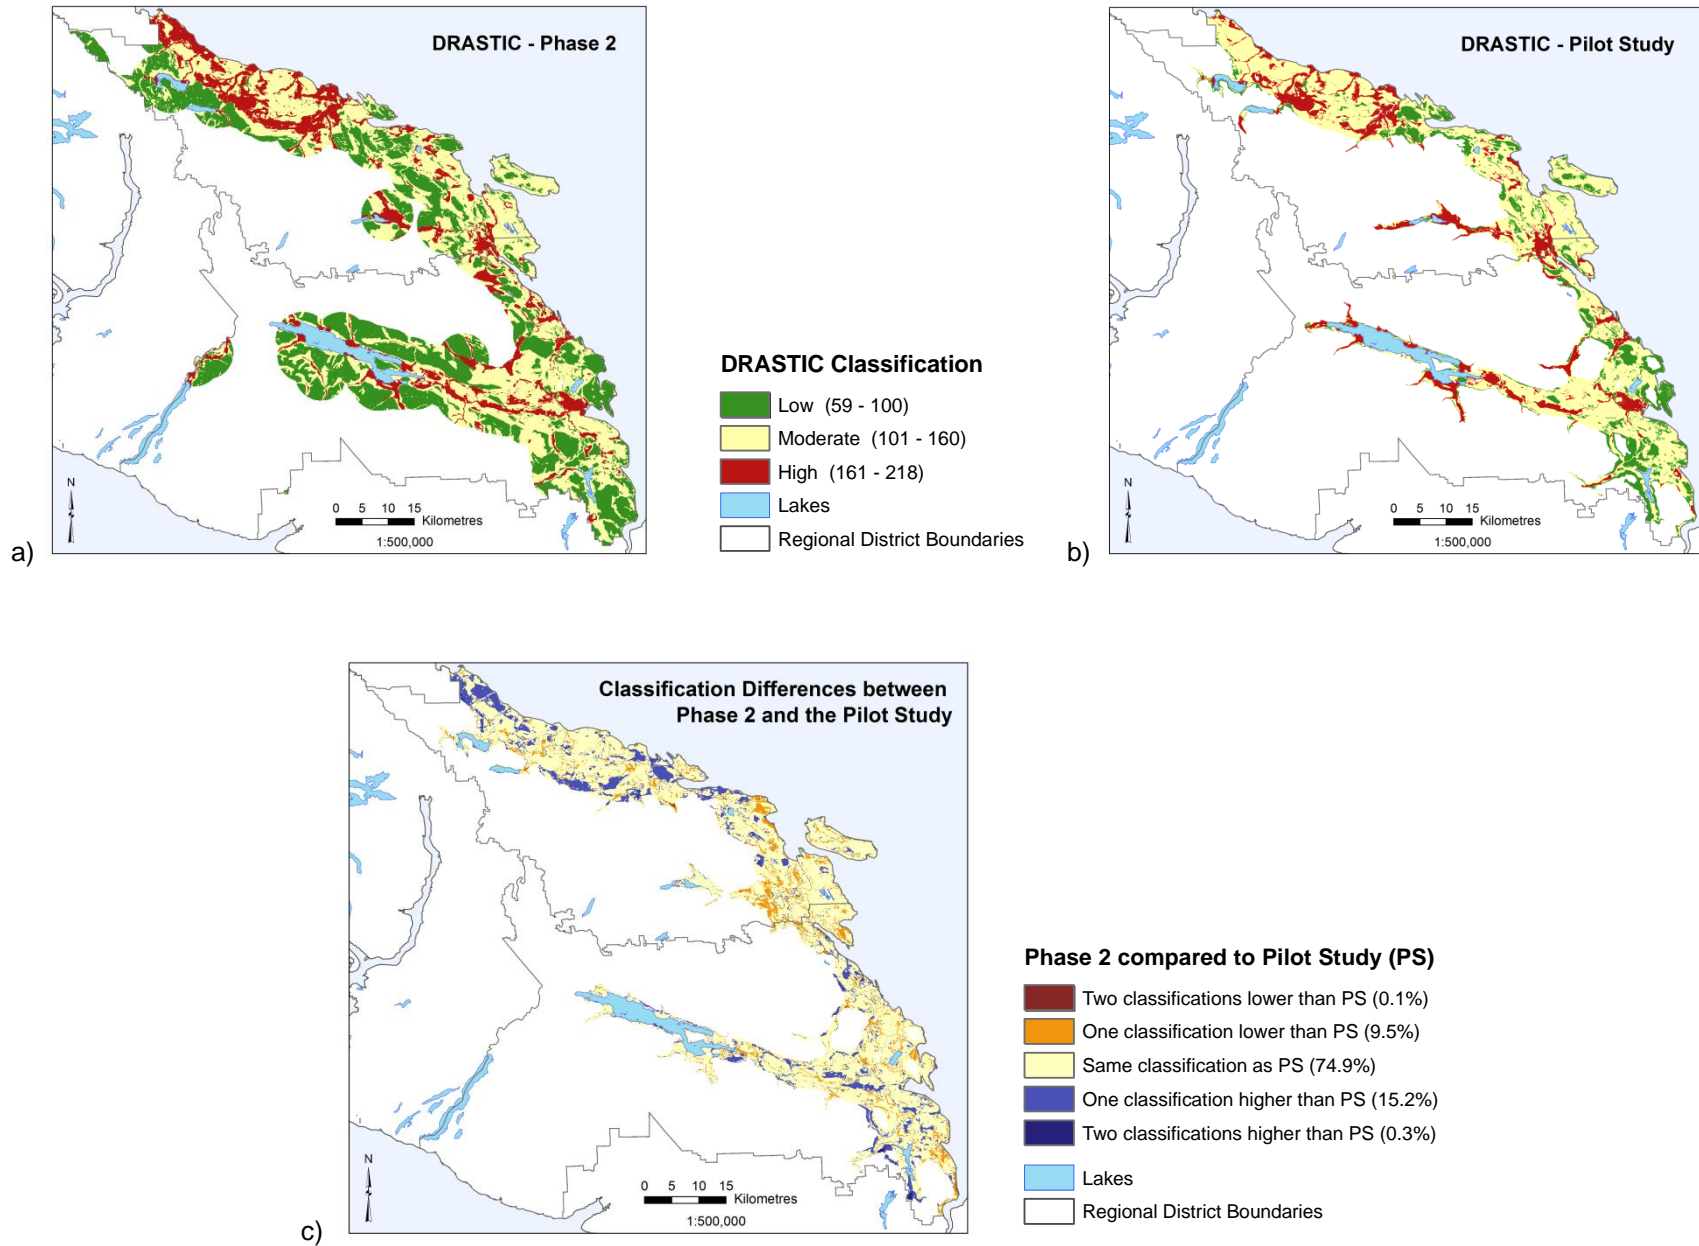 DRASTIC - Phase 2
N
0 5 10 15
Kilometres
1:500,000
a)
DRASTIC Classification
Low (59 - 100)
Moderate (101 - 160)
High (161 - 218)
Lakes
Regional District Boundaries
DRASTIC - Pilot Study
N
0 5 10 15
Kilometres
1:500,000
b)
Classification Differences between
Phase 2 and the Pilot Study
N
0 5 10 15
Kilometres
1:500,000
c)
Phase 2 compared to Pilot Study (PS)
Two classifications lower than PS (0.1%)
One classification lower than PS (9.5%)
Same classification as PS (74.9%)
One classification higher than PS (15.2%)
Two classifications higher than PS (0.3%)
Lakes
Regional District Boundaries